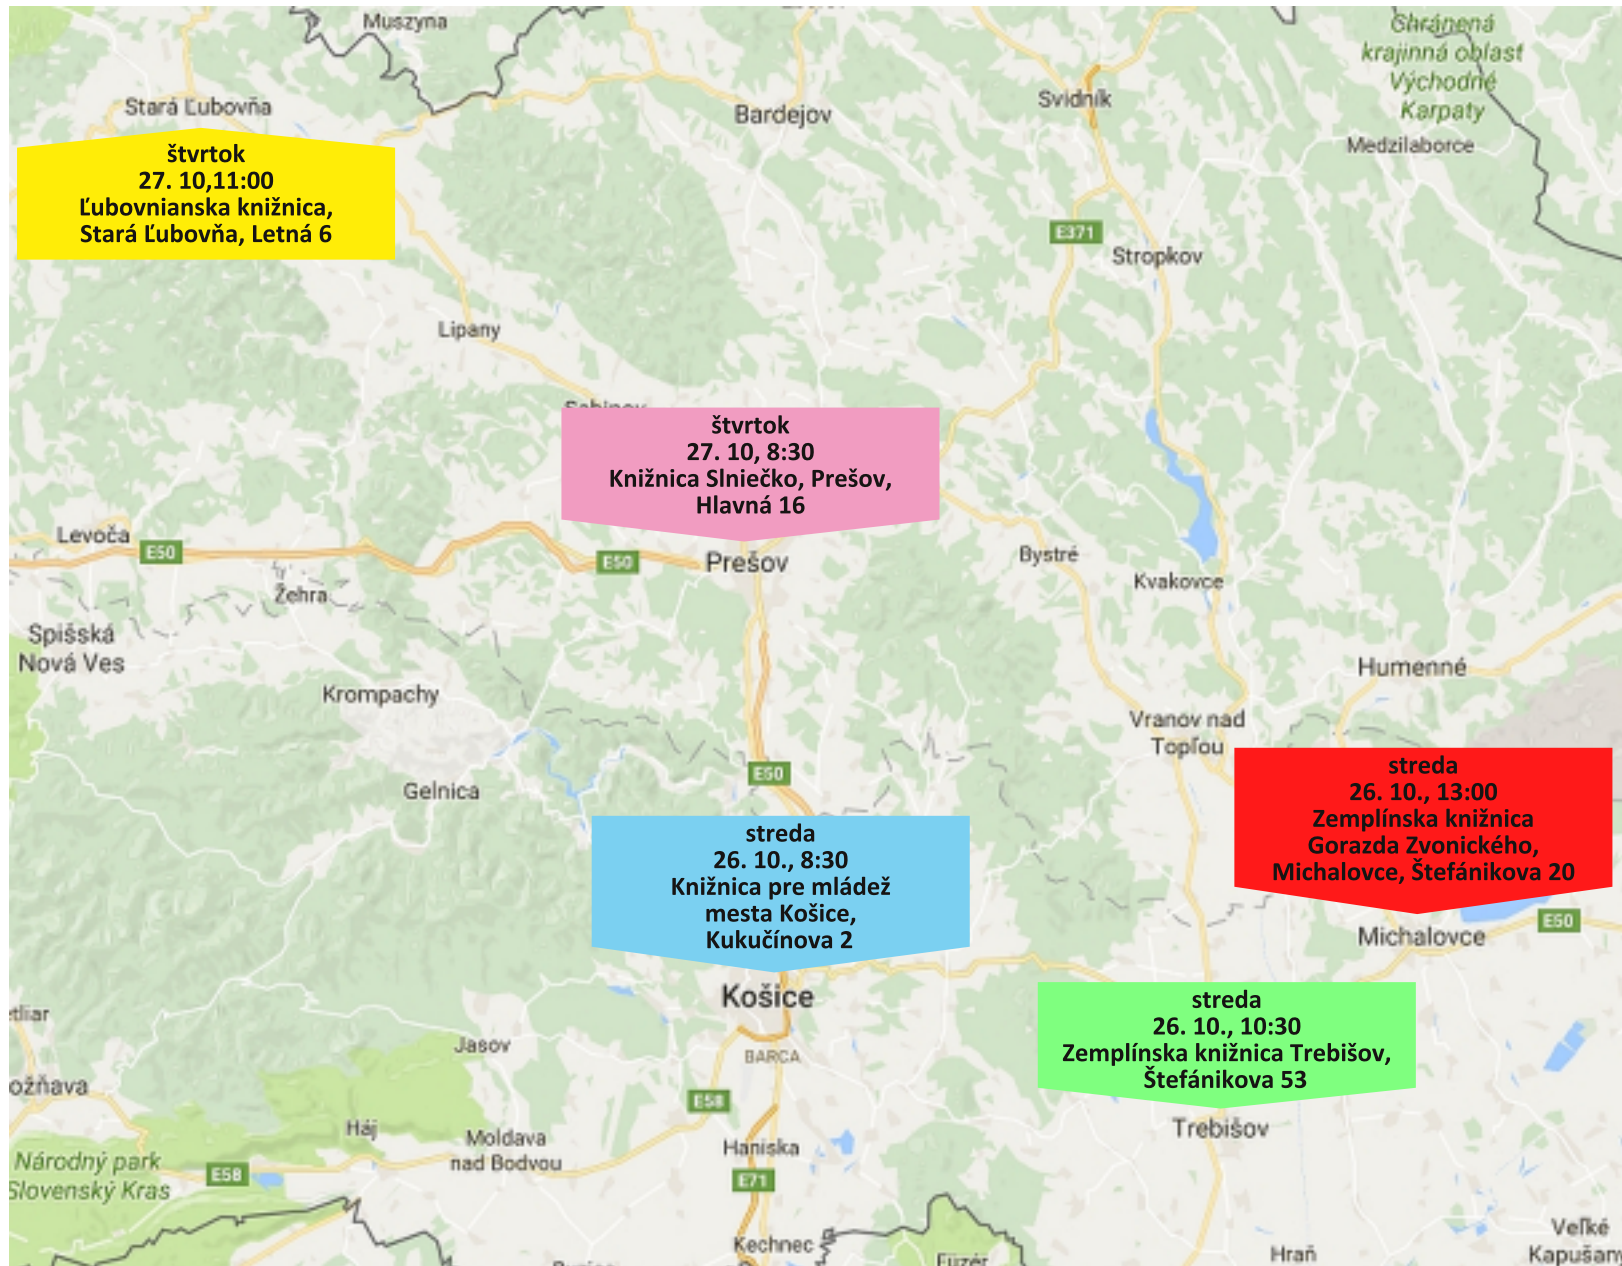 Muszyna
Chránená
krajinná oblasť
Východné
Karpaty
Stará Ľubovňa
Bardejov
Svidník
Medzilaborce
štvrtok
27. 10,11:00
Ľubovnianska knižnica,
Stará Ľubovňa, Letná 6
E371
Stropkov
Lipany
štvrtok
27. 10, 8:30
Knižnica Slniečko, Prešov,
Hlavná 16
Levoča
E50
E50
Prešov
Bystré
Kvakovce
Žehra
Spišská
Nová Ves
Krompachy
Humenné
Vranov nad
Topľou
E50
Gelnica
streda
26. 10., 13:00
Zemplínska knižnica
Gorazda Zvonického,
Michalovce, Štefánikova 20
streda
26. 10., 8:30
Knižnica pre mládež
mesta Košice,
Kukučínova 2
E50
Michalovce
Košice
streda
26. 10., 10:30
Zemplínska knižnica Trebišov,
Štefánikova 53
etliar
Jasov
BARCA
ožňava
E58
Háj
Moldava
nad Bodvou
Haniska
Trebišov
Národný park
Slovenský Kras
E58
E71
Kechnec
Füzér
Hraň
Veľké
Kapušany